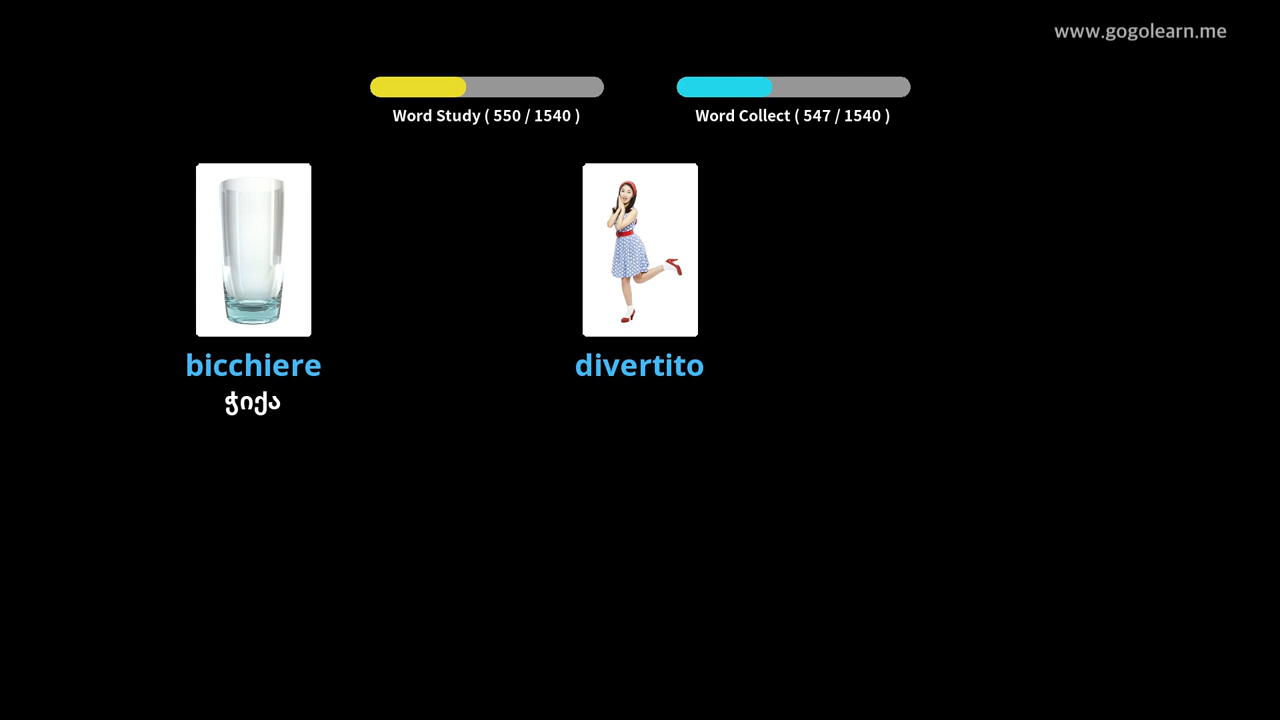 www.gogolearn.me
Word Study ( 550 / 1540 )
Word Collect ( 547 / 1540 )
bicchiere
ჭიქა
divertito